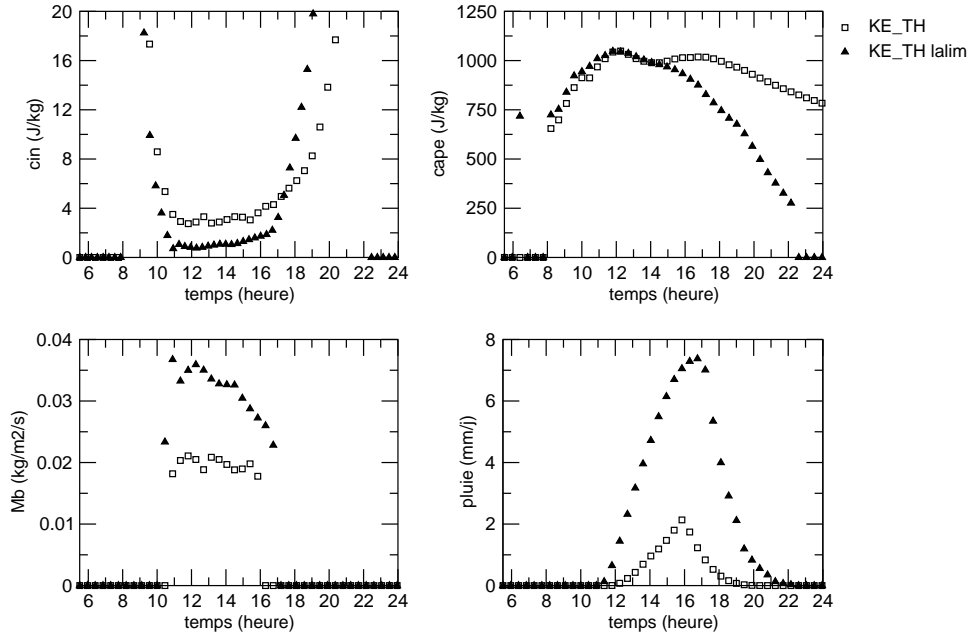 20
16
12
8
4
0
cin (J/kg)
6 8 10 12 14 16 18 20 22 24
temps (heure)
1250
1000
750
500
250
0
cape (J/kg)
6 8 10 12 14 16 18 20 22 24
temps (heure)
KE_TH
KE_TH lalim
0.04
0.03
0.02
0.01
0
Mb (kg/m2/s)
6 8 10 12 14 16 18 20 22 24
temps (heure)
8
6
4
2
0
pluie (mm/j)
6 8 10 12 14 16 18 20 22 24
temps (heure)